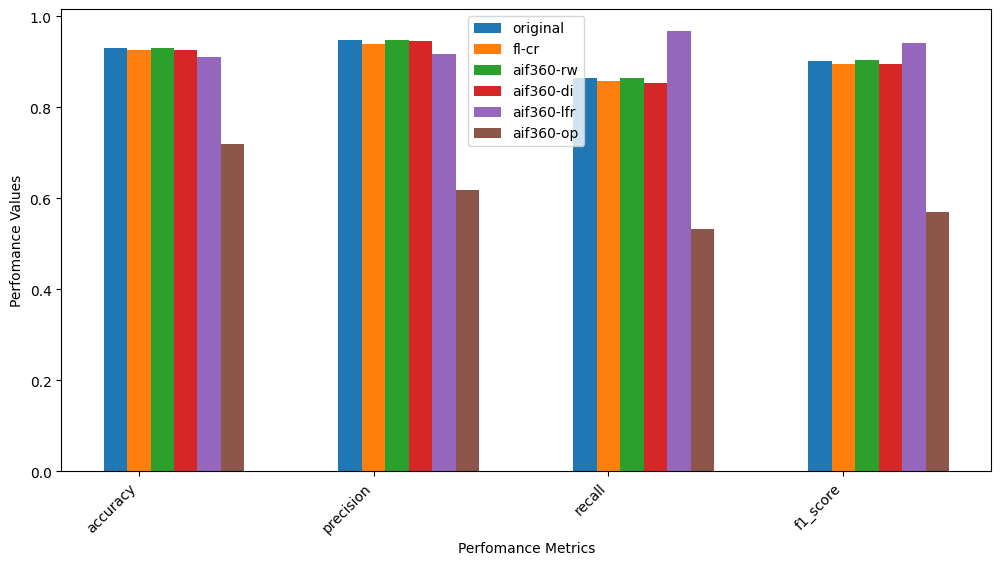 1.0
0.8
0.6
0.4
0.2
0.0
Perfomance Values
original
fl-cr
aif360-rw
aif360-di
aif360-lfr
aif360-op
accuracy
precision
recall
f1_score
Perfomance Metrics